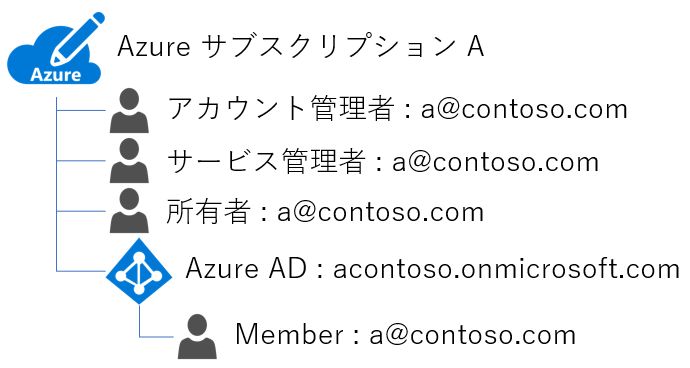 Azure サブスクリプション A
Azure
アカウント管理者 : a@contoso.com
サービス管理者 : a@contoso.com
所有者 : a@contoso.com
Azure AD : acontoso.onmicrosoft.com
Member : a@contoso.com